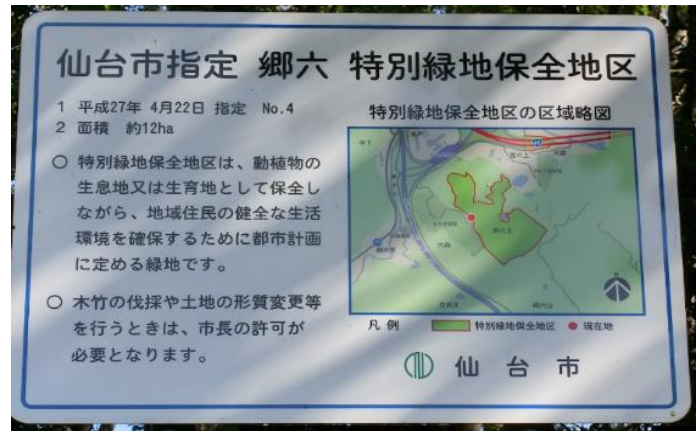 仙台市指定 郷六 特別緑地保全地区
1 平成27年 4月22日 指定 No.4
2 面積 約12ha
○ 特別緑地保全地区は、動植物の
生息地又は生育地として保全し
ながら、地域住民の健全な生活
環境を確保するために都市計画
に定める緑地です。
○ 木竹の伐採や土地の形質変更等
を行うときは、市長の許可が
必要となります。
特別緑地保全地区の区域略図
凡 例 特別緑地保全地区 現在地
仙 台 市